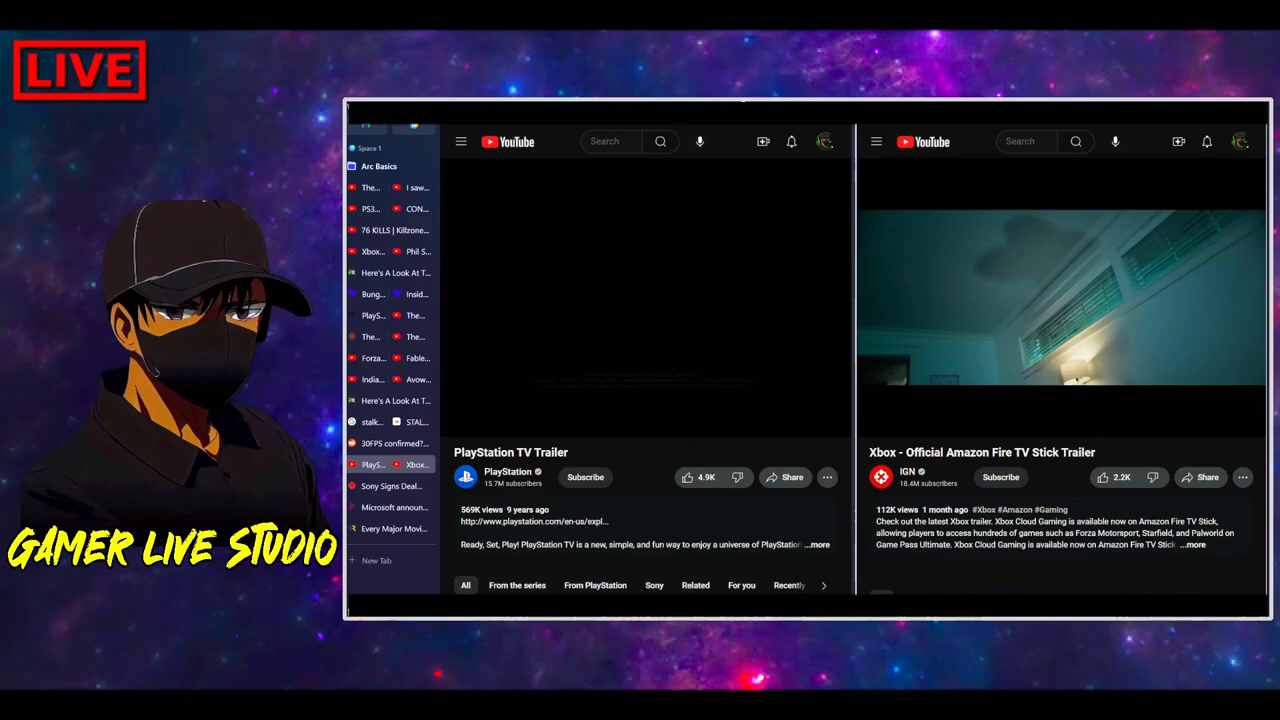 LIVE
Space 1
Arc Basics
The... I saw...
PS3... CON...
76 KILLS | Killzone...
Xbox... Phil S...
Here's A Look At T...
Bung... Insid...
PlayS... The...
The... The...
Forza... Fable...
India... Avow...
Here's A Look At T...
stalk... STAL...
30FPS confirmed?...
PlayS... Xbox...
Sony Signs Deal...
Microsoft announ...
Every Major Movi...
New Tab
YouTube
Search
PlayStation TV Trailer
PlayStation
15.7M subscribers
Subscribe
4.9K
Share
569K views 9 years ago
http://www.playstation.com/en-us/expl...
Ready, Set, Play! PlayStation TV is a new, simple, and fun way to enjoy a universe of PlayStation ...more
All From the series From PlayStation Sony Related For you Recently
YouTube
Search
Xbox - Official Amazon Fire TV Stick Trailer
IGN
18.4M subscribers
Subscribe
2.2K
Share
112K views 1 month ago #Xbox #Amazon #Gaming
Check out the latest Xbox trailer. Xbox Cloud Gaming is available now on Amazon Fire TV Stick,
allowing players to access hundreds of games such as Forza Motorsport, Starfield, and Palworld on
Game Pass Ultimate. Xbox Cloud Gaming is available now on Amazon Fire TV Stick ...more
GAMER LIVE STUDIO